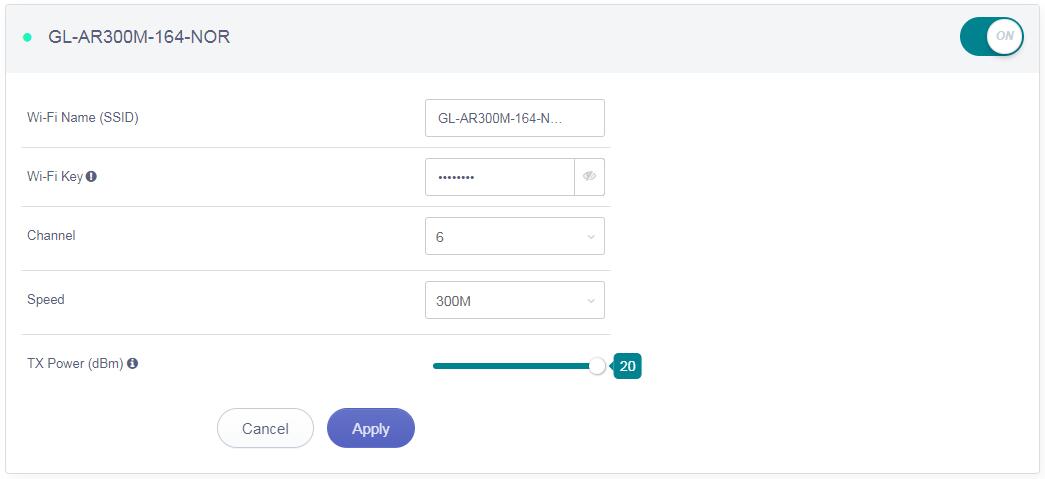 GL-AR300M-164-NOR
ON
Wi-Fi Name (SSID)
GL-AR300M-164-N...
Wi-Fi Key
••••••••
Channel
6
Speed
300M
TX Power (dBm)
20
Cancel
Apply